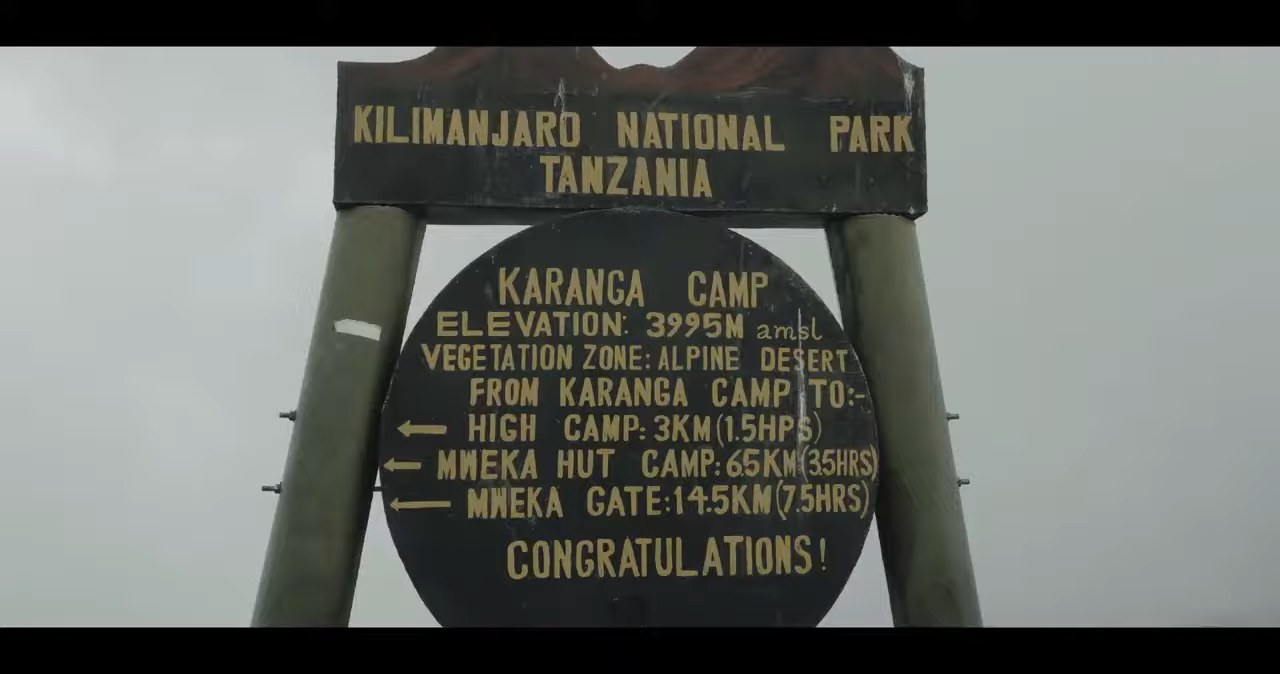 KILIMANJARO NATIONAL PARK
TANZANIA
KARANGA CAMP
ELEVATION: 3995M amsl
VEGETATION ZONE: ALPINE DESERT
FROM KARANGA CAMP TO:-
← HIGH CAMP: 3KM (1.5HRS)
← MWEKA HUT CAMP: 6.5KM (3.5HRS)
← MWEKA GATE: 14.5KM (7.5HRS)
CONGRATULATIONS!